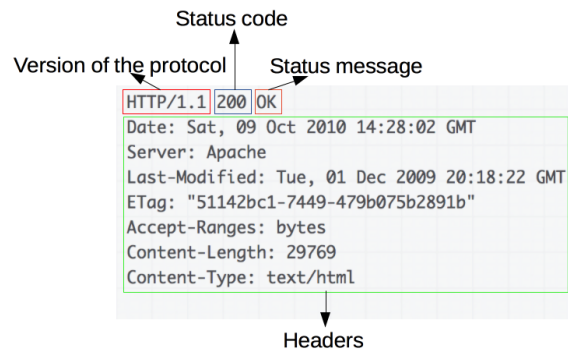 Status code
Version of the protocol
Status message
HTTP/1.1 200 OK
Date: Sat, 09 Oct 2010 14:28:02 GMT
Server: Apache
Last-Modified: Tue, 01 Dec 2009 20:18:22 GMT
ETag: "51142bc1-7449-479b075b2891b"
Accept-Ranges: bytes
Content-Length: 29769
Content-Type: text/html
Headers